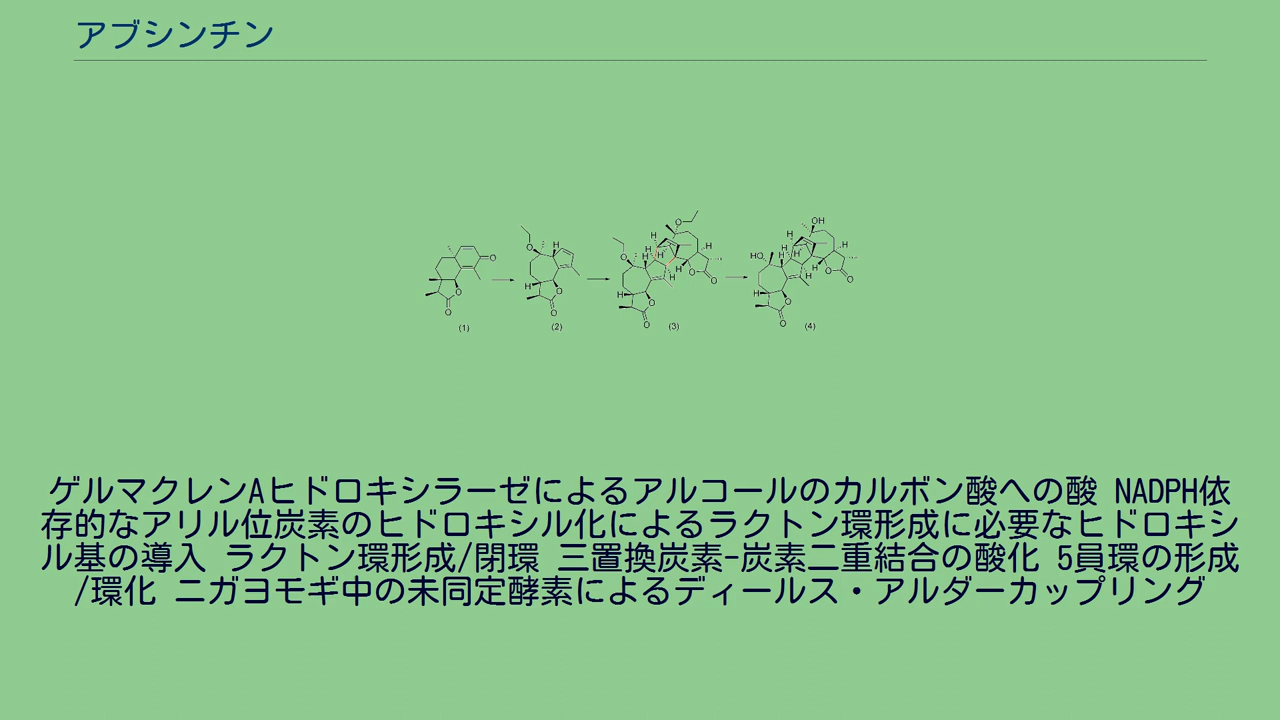 アブシンチン
O
O
O
H
O
H
O
O
(1)
(2)
(3)
(4)
ゲルマクレンAヒドロキシラーゼによるアルコールのカルボン酸への酸 NADPH依
存的なアリル位炭素のヒドロキシル化によるラクトン環形成に必要なヒドロキシ
ル基の導入 ラクトン環形成/閉環 三置換炭素-炭素二重結合の酸化 5員環の形成
/環化 ニガヨモギ中の未同定酵素によるディールス・アルダーカップリング